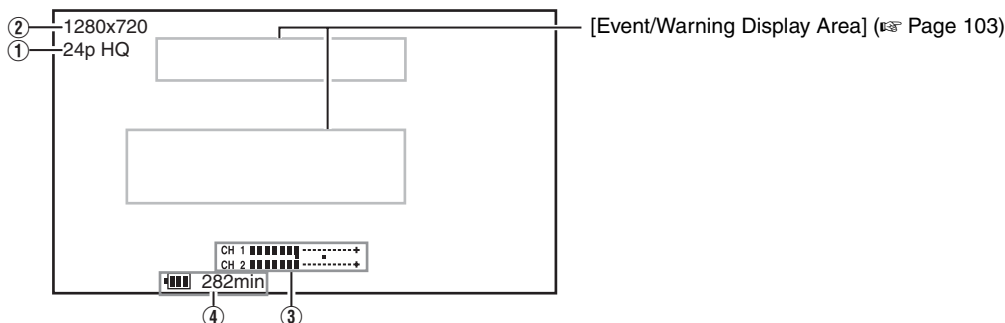 ② 1280x720
① 24p HQ
[Event/Warning Display Area] (☞ Page 103)
CH 1 ---------+
CH 2 ---------+
282min
④ ③